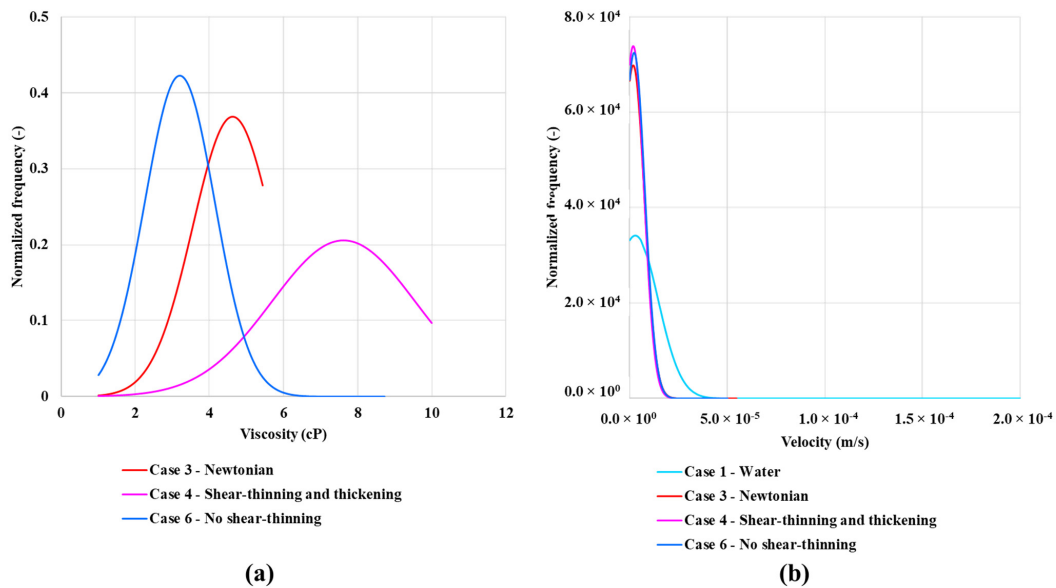 (a)
0.5
0.4
0.3
0.2
0.1
0
Normalized frequency (-)
0
2
4
6
8
10
12
Viscosity (cP)
Case 3 - Newtonian
Case 4 - Shear-thinning and thickening
Case 6 - No shear-thinning
(a)
(b)
8.0 × 10⁴
6.0 × 10⁴
4.0 × 10⁴
2.0 × 10⁴
0.0 × 10⁰
Normalized frequency (-)
0.0 × 10⁰
5.0 × 10⁻⁵
1.0 × 10⁻⁴
1.5 × 10⁻⁴
2.0 × 10⁻⁴
Velocity (m/s)
Case 1 - Water
Case 3 - Newtonian
Case 4 - Shear-thinning and thickening
Case 6 - No shear-thinning
(b)